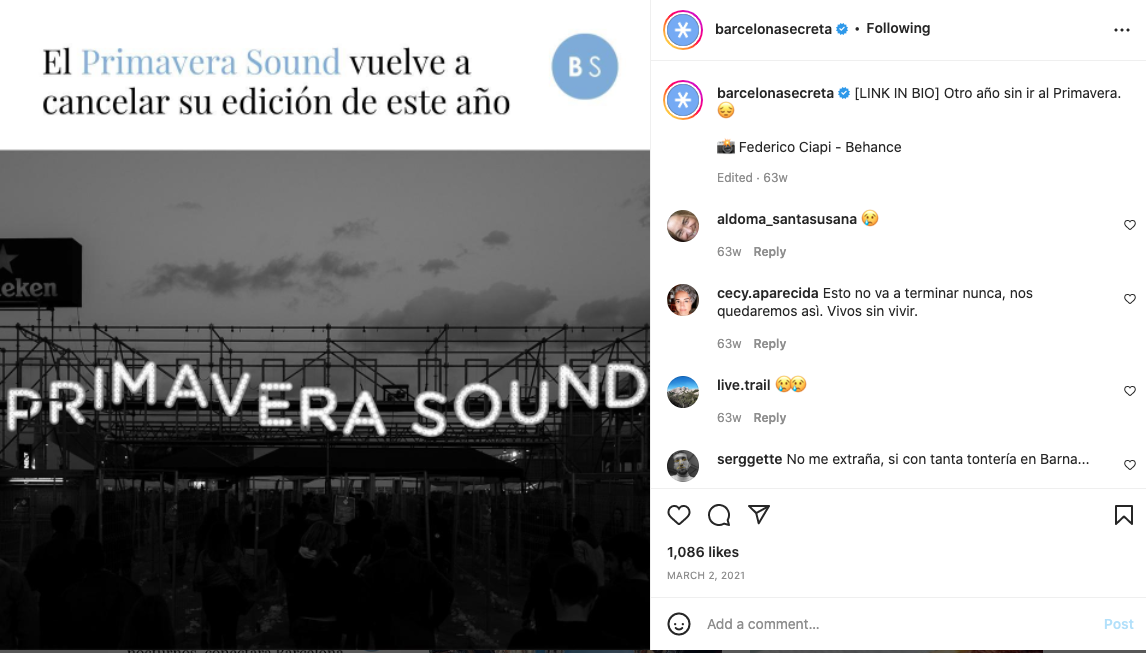 El Primavera Sound vuelve a
cancelar su edición de este año
BS
eken
PRIMAVERA SOUND
barcelonasecreta • Following
barcelonasecreta [LINK IN BIO] Otro año sin ir al Primavera.
😔
📸 Federico Ciapi - Behance
Edited · 63w
aldoma_santasusana 😢
63w Reply
cecy.aparecida Esto no va a terminar nunca, nos
quedaremos asì. Vivos sin vivir.
63w Reply
live.trail 😢😢
63w Reply
serggette No me extraña, si con tanta tontería en Barna...
1,086 likes
MARCH 2, 2021
Add a comment...
Post